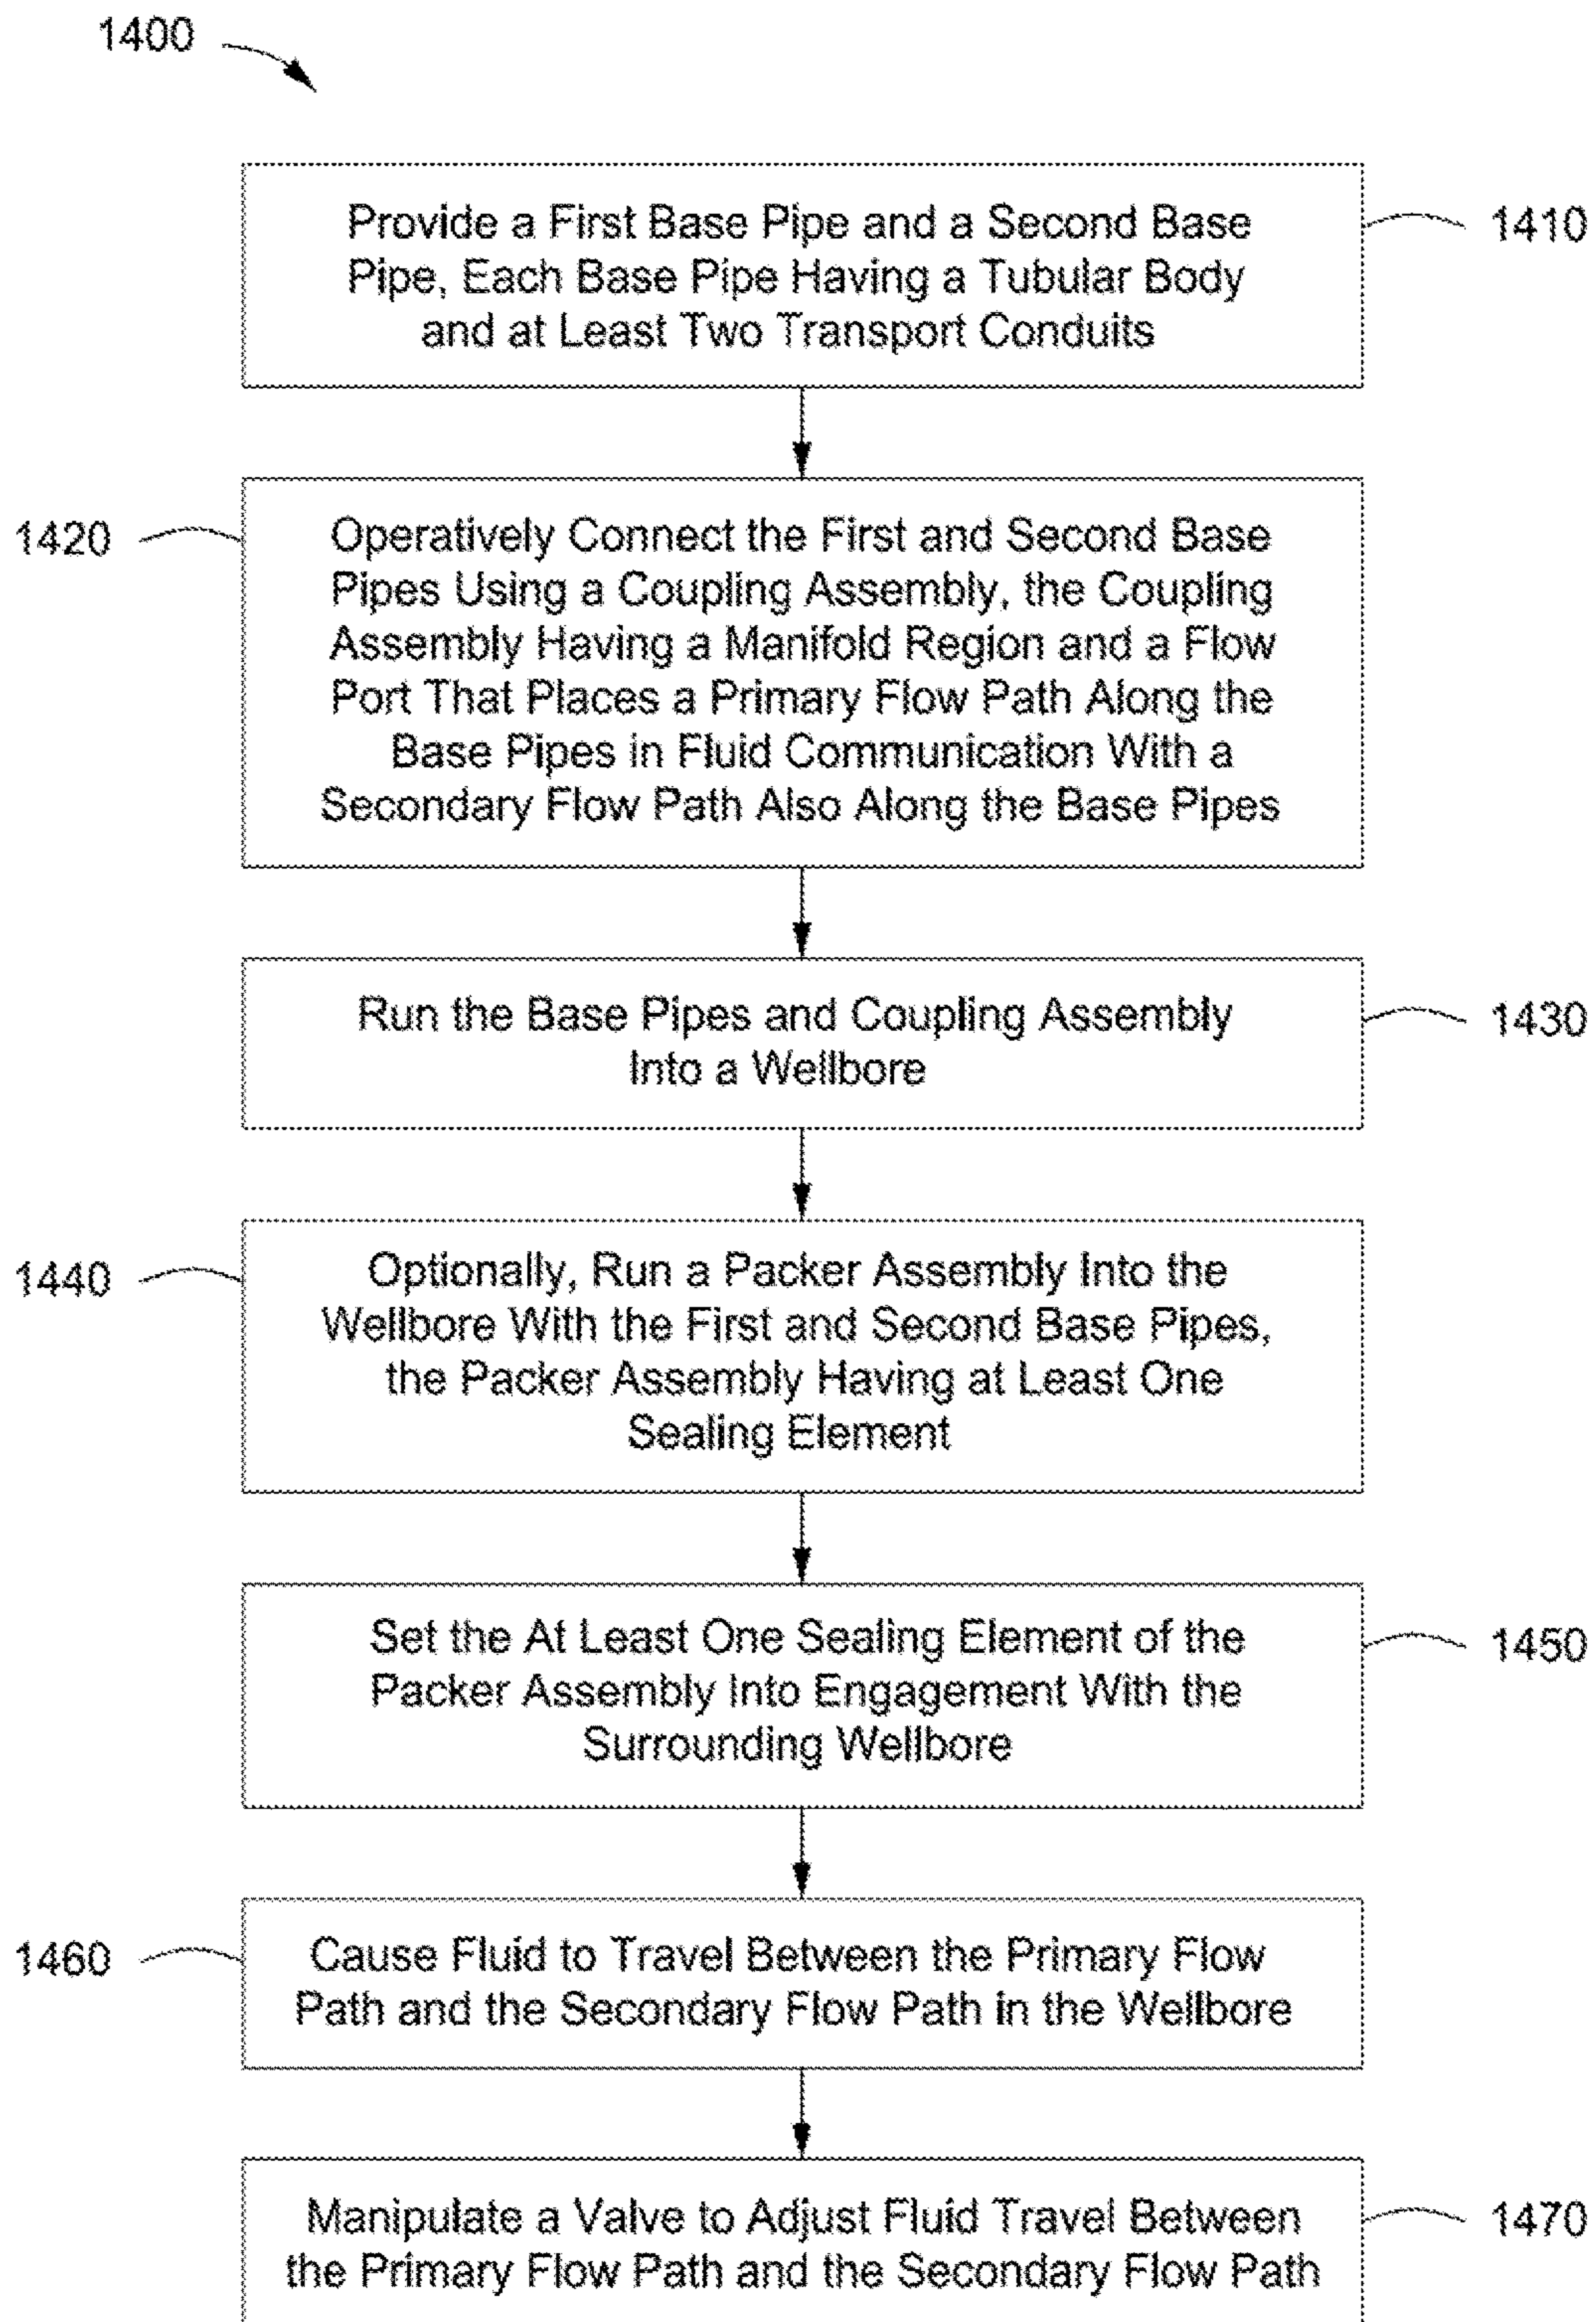 1400
Provide a First Base Pipe and a Second Base
Pipe, Each Base Pipe Having a Tubular Body
and at Least Two Transport Conduits
1410
1420
Operatively Connect the First and Second Base
Pipes Using a Coupling Assembly, the Coupling
Assembly Having a Manifold Region and a Flow
Port That Places a Primary Flow Path Along the
Base Pipes in Fluid Communication With a
Secondary Flow Path Also Along the Base Pipes
Run the Base Pipes and Coupling Assembly
Into a Wellbore
1430
1440
Optionally, Run a Packer Assembly Into the
Wellbore With the First and Second Base Pipes,
the Packer Assembly Having at Least One
Sealing Element
Set the At Least One Sealing Element of the
Packer Assembly Into Engagement With the
Surrounding Wellbore
1450
1460
Cause Fluid to Travel Between the Primary Flow
Path and the Secondary Flow Path in the Wellbore
Manipulate a Valve to Adjust Fluid Travel Between
the Primary Flow Path and the Secondary Flow Path
1470